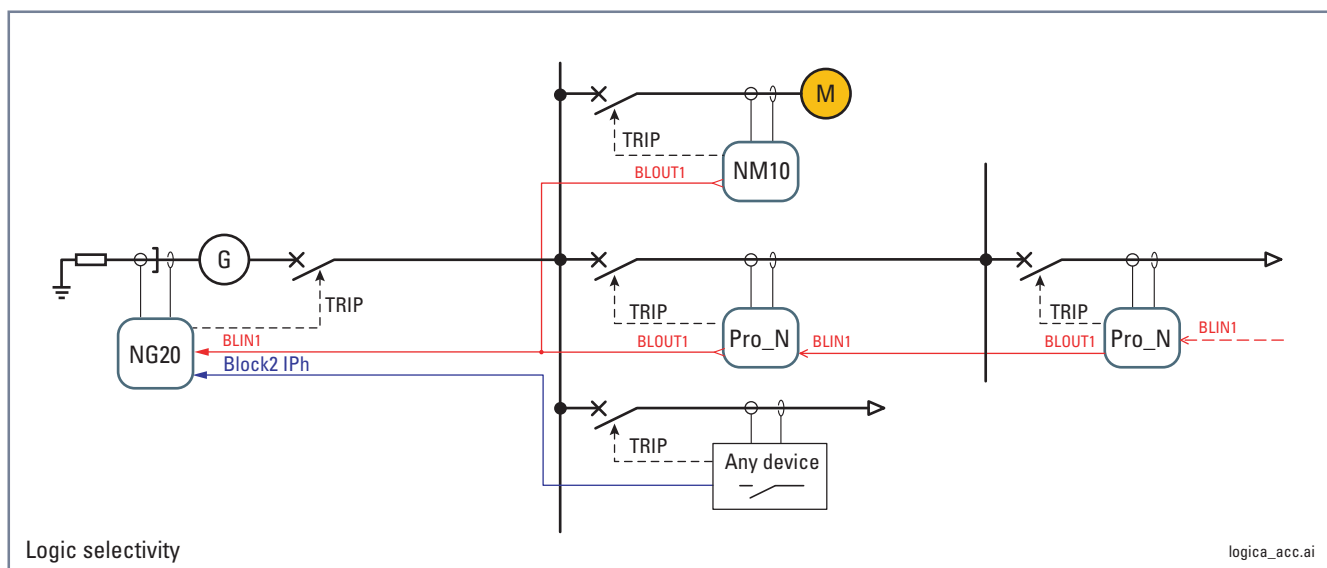 M
TRIP
NM10
BLOUT1
G
TRIP
TRIP
TRIP
NG20
BLIN1
BLOUT1
Pro_N
BLIN1
BLOUT1
Pro_N
BLIN1
Block2 IPh
TRIP
Any device
Logic selectivity
logica_acc.ai